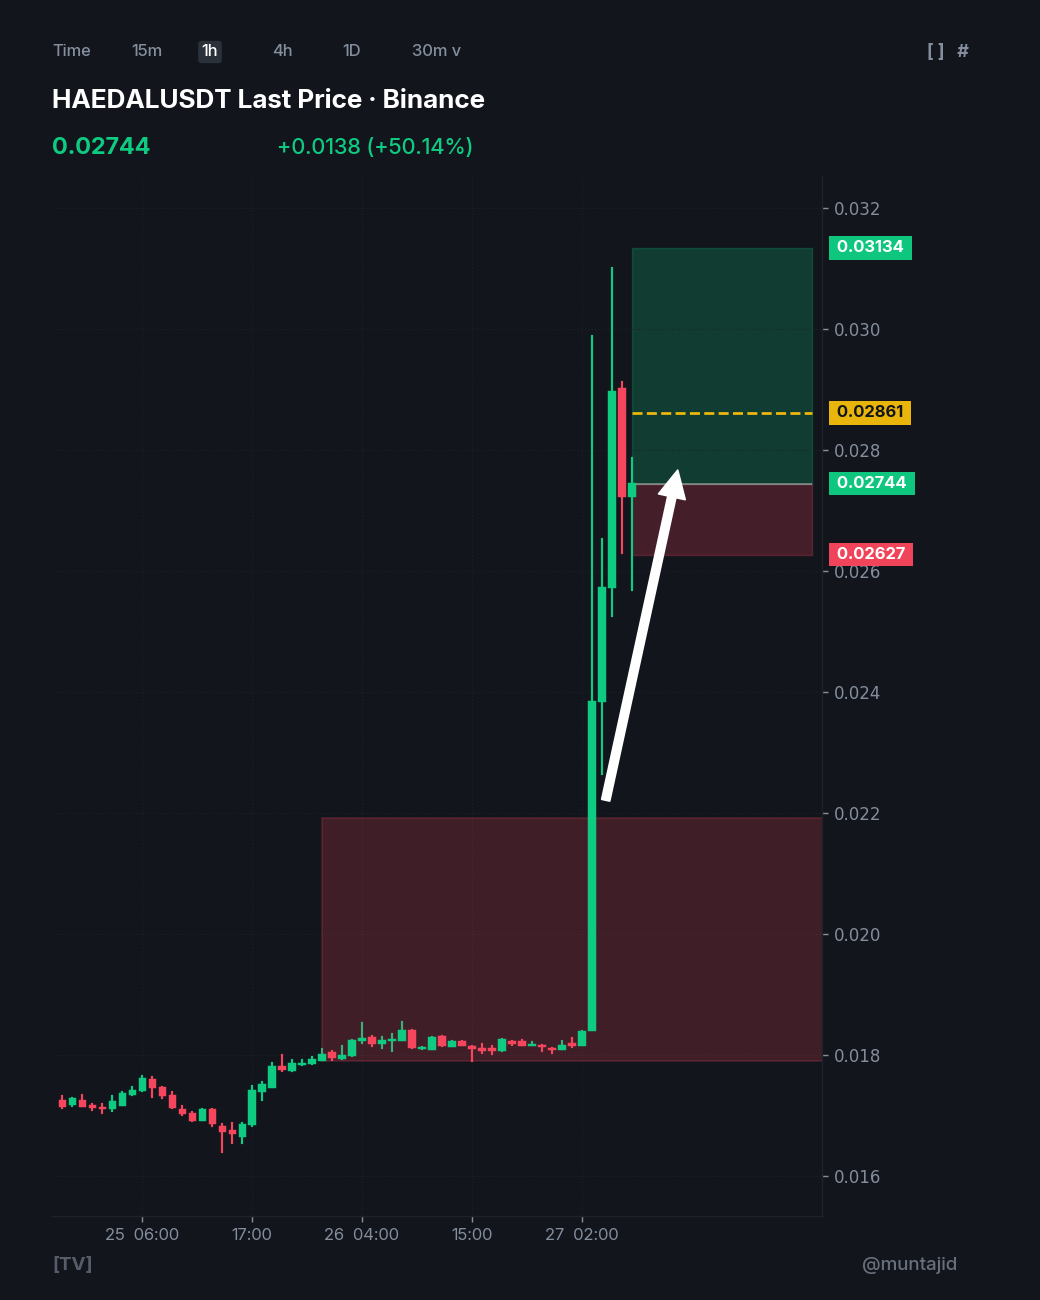 Time 15m 1h 4h 1D 30m v [ ] #
HAEDALUSDT Last Price · Binance
0.02744 +0.0138 (+50.14%)
0.032
0.03134
0.030
0.02861
0.028
0.02744
0.02627
0.026
0.024
0.022
0.020
0.018
0.016
25 06:00 17:00 26 04:00 15:00 27 02:00
[TV] @muntajid